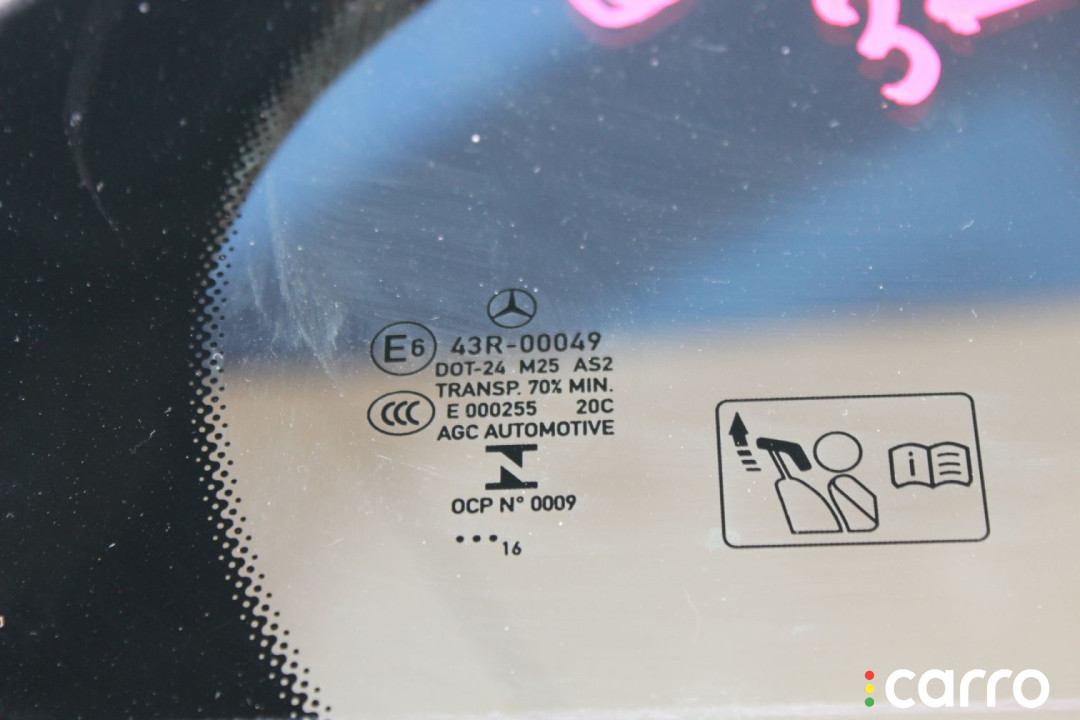 E6 43R-00049
DOT-24 M25 AS2
TRANSP. 70% MIN.
CCC E 000255 20C
AGC AUTOMOTIVE
OCP N° 0009
••••16
i
carro